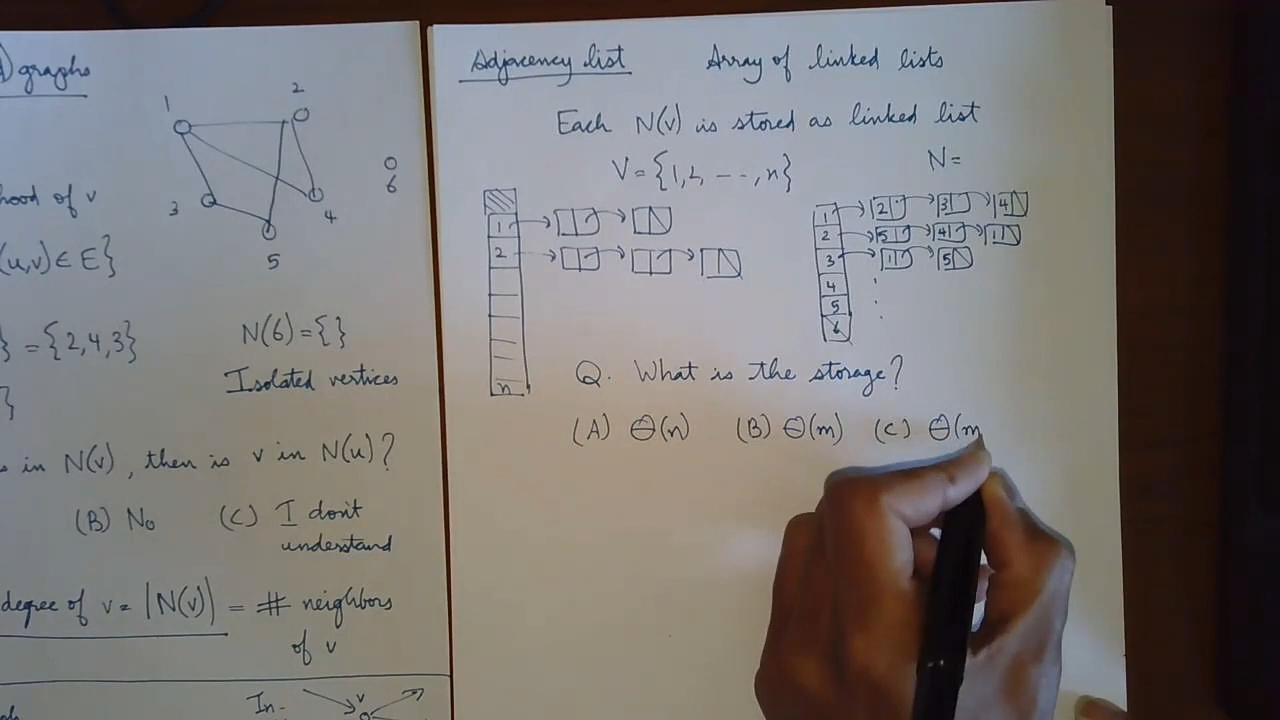 graphs
1
2
3
4
5
6
hood of v
(u,v) ∈ E}
} = {2,4,3}
N(6) = { }
Isolated vertices
}
s in N(v), then is v in N(u)?
(B) No (C) I don't
understand
degree of v = |N(v)| = # neighbors
of v
In-
v
Adjacency list Array of linked lists
Each N(v) is stored as linked list
V = {1, 2, ---, n}
N =
1
2
n
1 2 3 4
2 5 4 1
3 1 5
4
5
6
Q. What is the storage?
(A) Θ(n) (B) Θ(m) (C) Θ(m